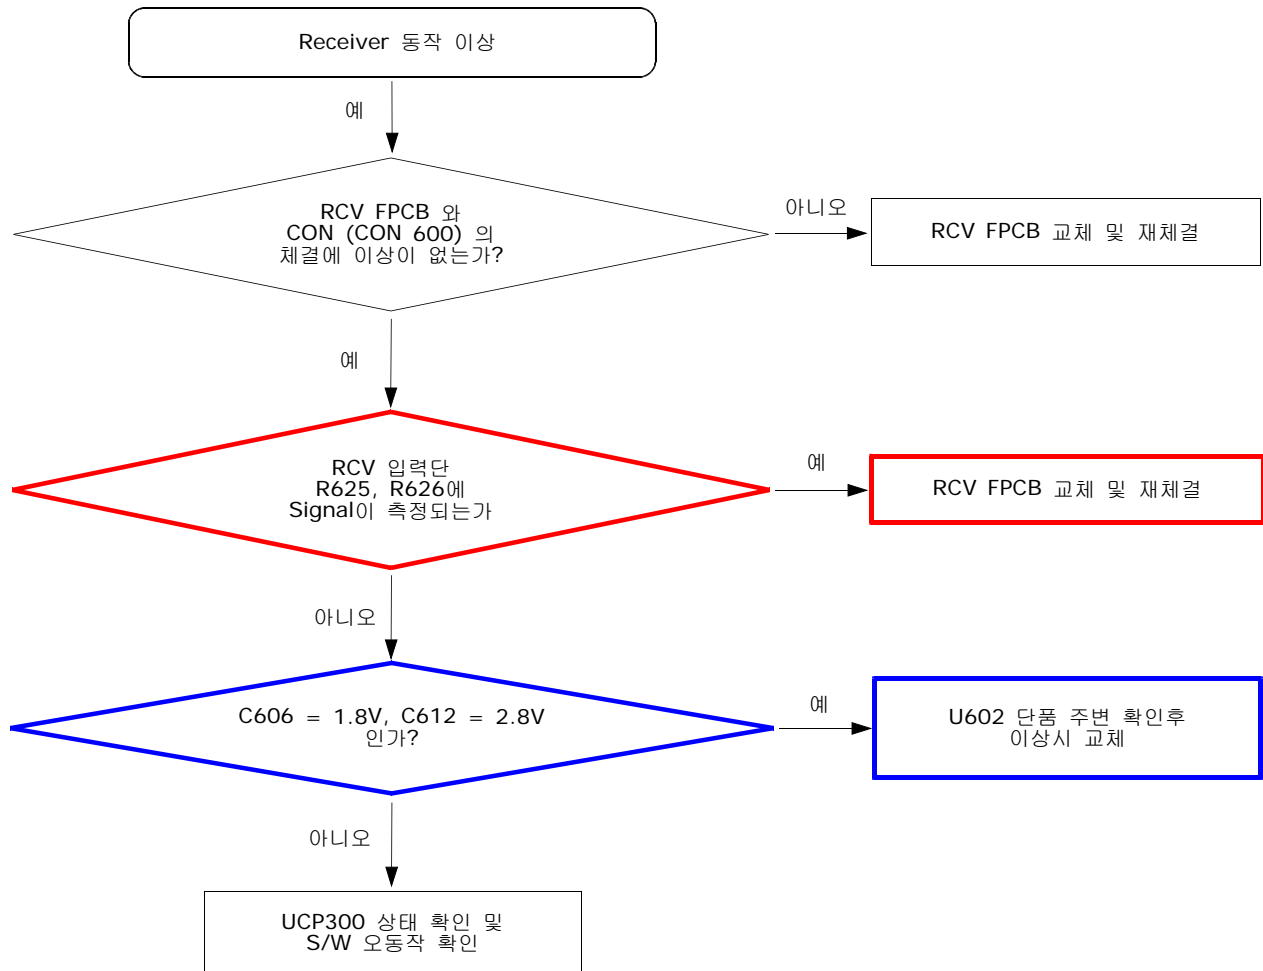 Receiver 동작 이상
예
RCV FPCB 와
CON (CON 600) 의
체결에 이상이 없는가?
아니오
RCV FPCB 교체 및 재체결
예
RCV 입력단
R625, R626에
Signal이 측정되는가
예
RCV FPCB 교체 및 재체결
아니오
C606 = 1.8V, C612 = 2.8V
인가?
예
U602 단품 주변 확인후
이상시 교체
아니오
UCP300 상태 확인 및
S/W 오동작 확인